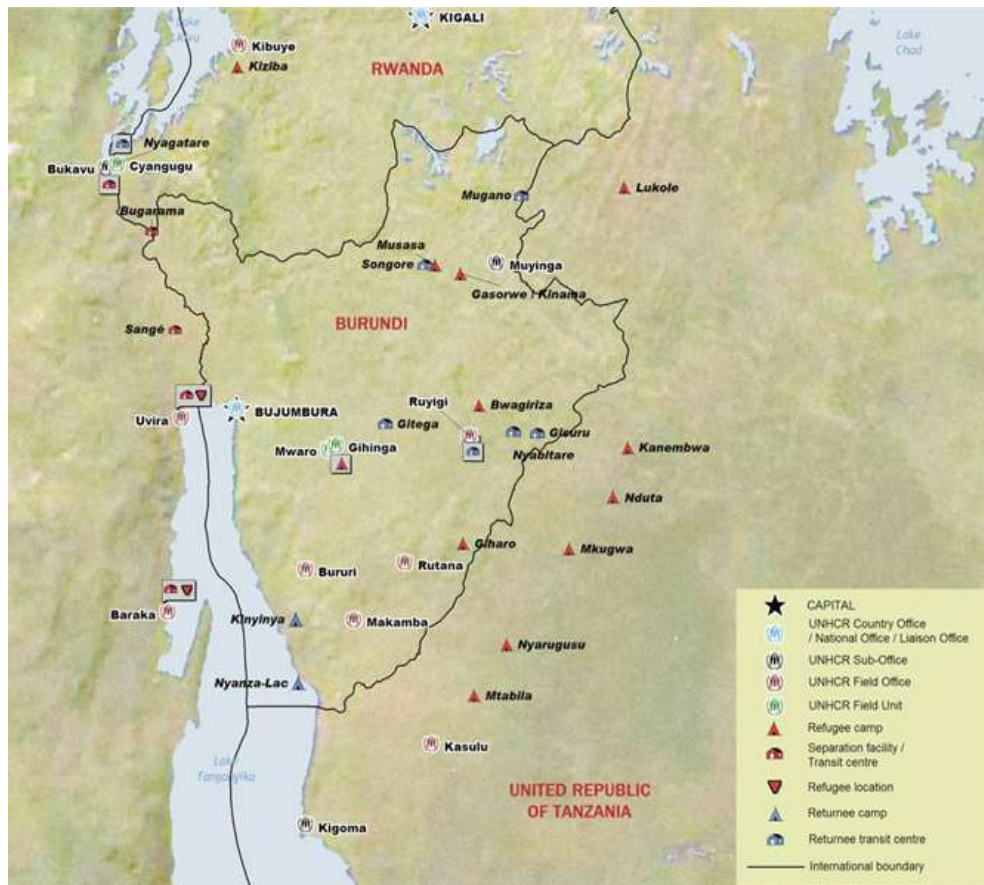 KIGALI
Lake
Kivu
Kibuye
Kiziba
RWANDA
Lake
Chad
Nyagatare
Bukavu
Cyangugu
Bugarama
Mugano
Lukole
Musasa
Songore
Muyinga
Gasorwe / Kinama
BURUNDI
Sangé
Ruyigi
Bwagiriza
BUJUMBURA
Gitega
Gisuru
Uvira
Mwaro
Gihinga
Nyabitare
Kanembwa
Nduta
Giharo
Mkugwa
Bururi
Rutana
Baraka
Kinyinya
Makamba
Nyarugusu
Nyanza-Lac
Mtabila
Kasulu
Lake
Tanganyika
UNITED REPUBLIC
OF TANZANIA
Kigoma
CAPITAL
UNHCR Country Office
/ National Office / Liaison Office
UNHCR Sub-Office
UNHCR Field Office
UNHCR Field Unit
Refugee camp
Separation facility /
Transit centre
Refugee location
Returnee camp
Returnee transit centre
International boundary